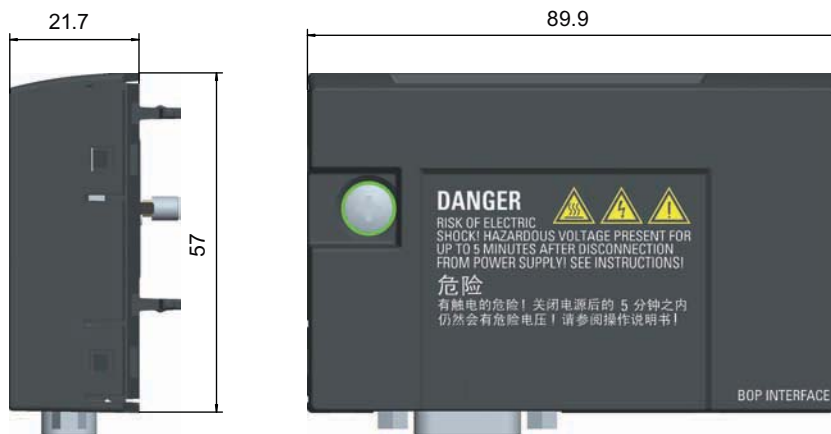 21.7
89.9
57
DANGER
RISK OF ELECTRIC
SHOCK! HAZARDOUS VOLTAGE PRESENT FOR
UP TO 5 MINUTES AFTER DISCONNECTION
FROM POWER SUPPLY! SEE INSTRUCTIONS!
危险
有触电的危险！关闭电源后的 5 分钟之内
仍然会有危险电压！请参阅操作说明书！
BOP INTERFACE